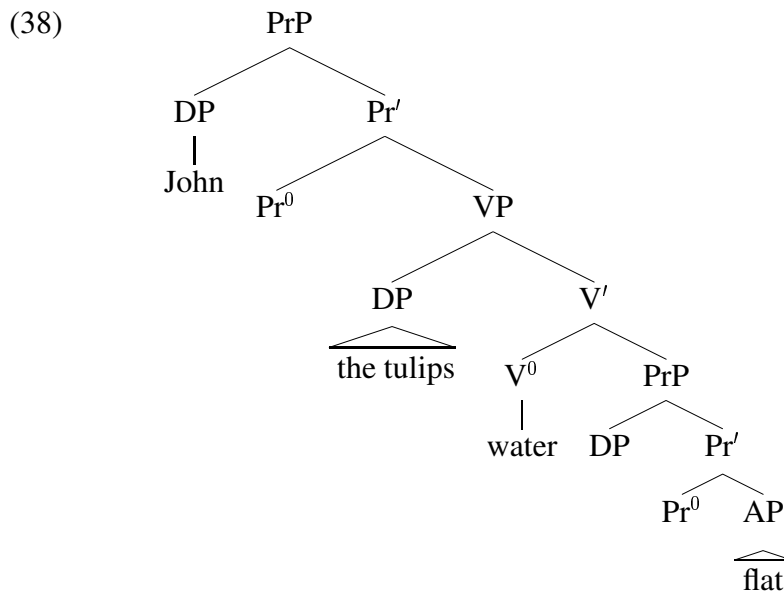 (38) PrP
DP Pr′
John
Pr⁰ VP
DP V′
the tulips
V⁰ PrP
water DP Pr′
Pr⁰ AP
flat